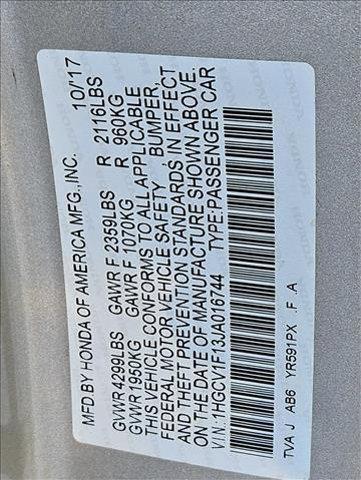 MFD.BY HONDA OF AMERICA MFG.,INC. 10/'17
GVWR 4299LBS GAWR F 2359LBS R 2116LBS
GVWR 1950KG GAWR F 1070KG R 960KG
THIS VEHICLE CONFORMS TO ALL APPLICABLE
FEDERAL MOTOR VEHICLE SAFETY, BUMPER,
AND THEFT PREVENTION STANDARDS IN EFFECT
ON THE DATE OF MANUFACTURE SHOWN ABOVE.
V.I.N.:1HGCV1F13JA016744 TYPE:PASSENGER CAR
TVA J AB6 YR591PX .F .A